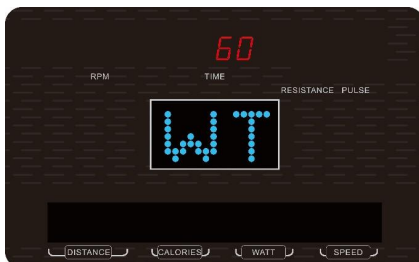 60
RPM TIME
RESISTANCE PULSE
WT
DISTANCE CALORIES WATT SPEED